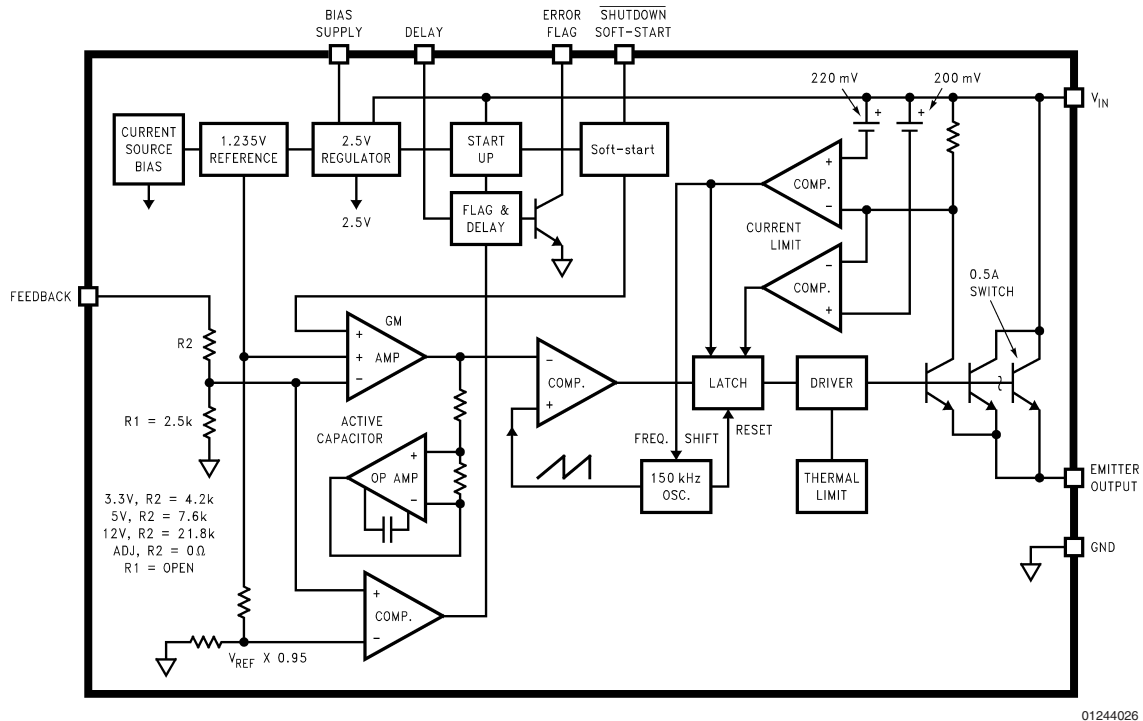 BIAS
SUPPLY
DELAY
ERROR
FLAG
SHUTDOWN
SOFT-START
220 mV
200 mV
+
+
VIN
CURRENT
SOURCE
BIAS
1.235V
REFERENCE
2.5V
REGULATOR
START
UP
Soft-start
+
COMP.
−
2.5V
FLAG &
DELAY
CURRENT
LIMIT
−
COMP.
+
0.5A
SWITCH
FEEDBACK
GM
+
+ AMP
−
R2
−
COMP.
+
LATCH
DRIVER
R1 = 2.5k
ACTIVE
CAPACITOR
+
OP AMP
−
FREQ. SHIFT
RESET
150 kHz
OSC.
THERMAL
LIMIT
EMITTER
OUTPUT
3.3V, R2 = 4.2k
5V, R2 = 7.6k
12V, R2 = 21.8k
ADJ, R2 = 0Ω
R1 = OPEN
GND
+
COMP.
−
VREF X 0.95
01244026